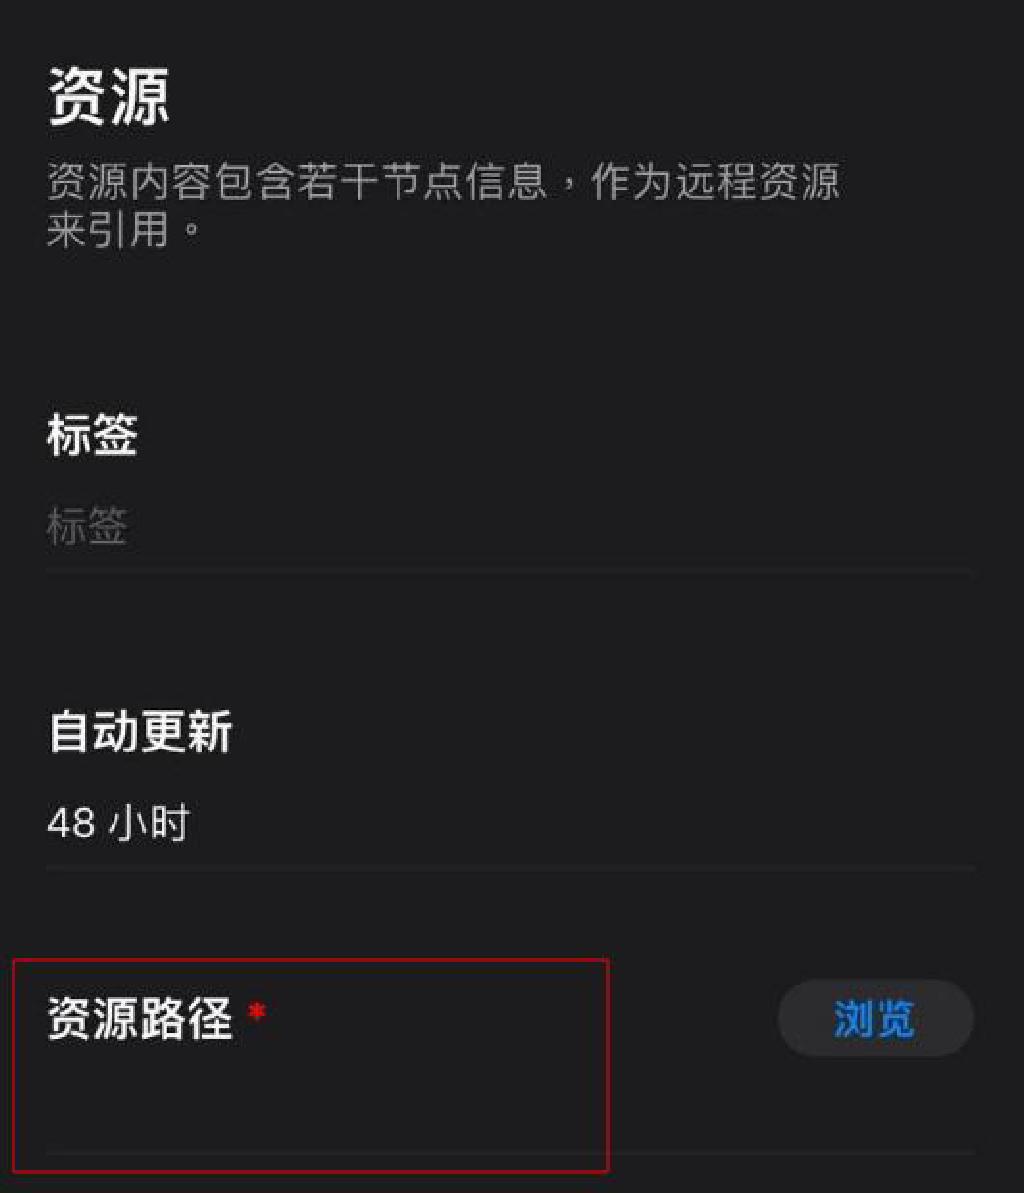 资源
资源内容包含若干节点信息，作为远程资源
来引用。
标签
标签
自动更新
48 小时
资源路径 *
浏览